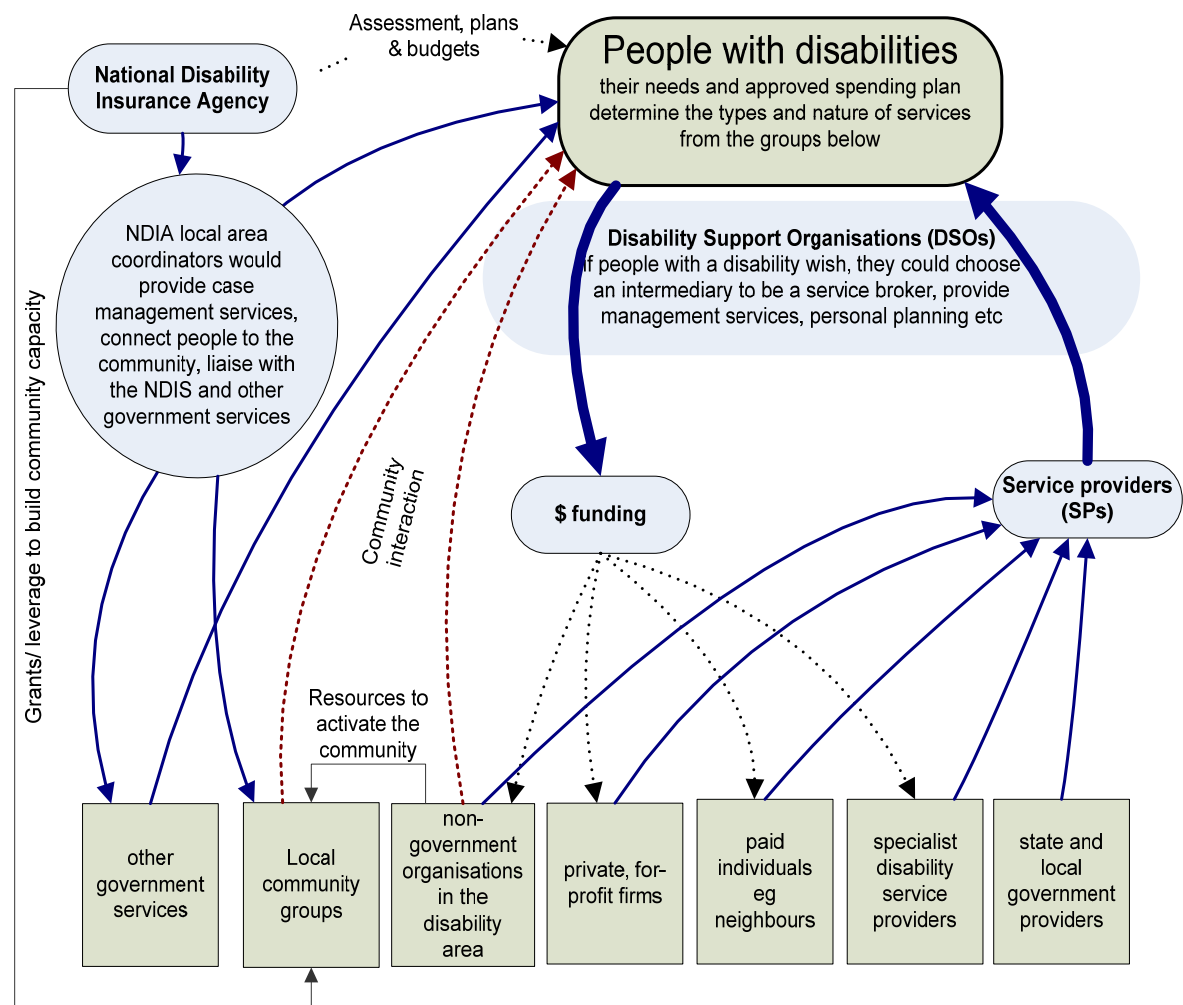 Assessment, plans
& budgets
National Disability
Insurance Agency
People with disabilities
their needs and approved spending plan
determine the types and nature of services
from the groups below
NDIA local area
coordinators would
provide case
management services,
connect people to the
community, liaise with
the NDIS and other
government services
Disability Support Organisations (DSOs)
if people with a disability wish, they could choose
an intermediary to be a service broker, provide
management services, personal planning etc
Grants/ leverage to build community capacity
Community
interaction
$ funding
Service providers
(SPs)
Resources to
activate the
community
other
government
services
Local
community
groups
non-
government
organisations
in the
disability
area
private, for-
profit firms
paid
individuals
eg
neighbours
specialist
disability
service
providers
state and
local
government
providers